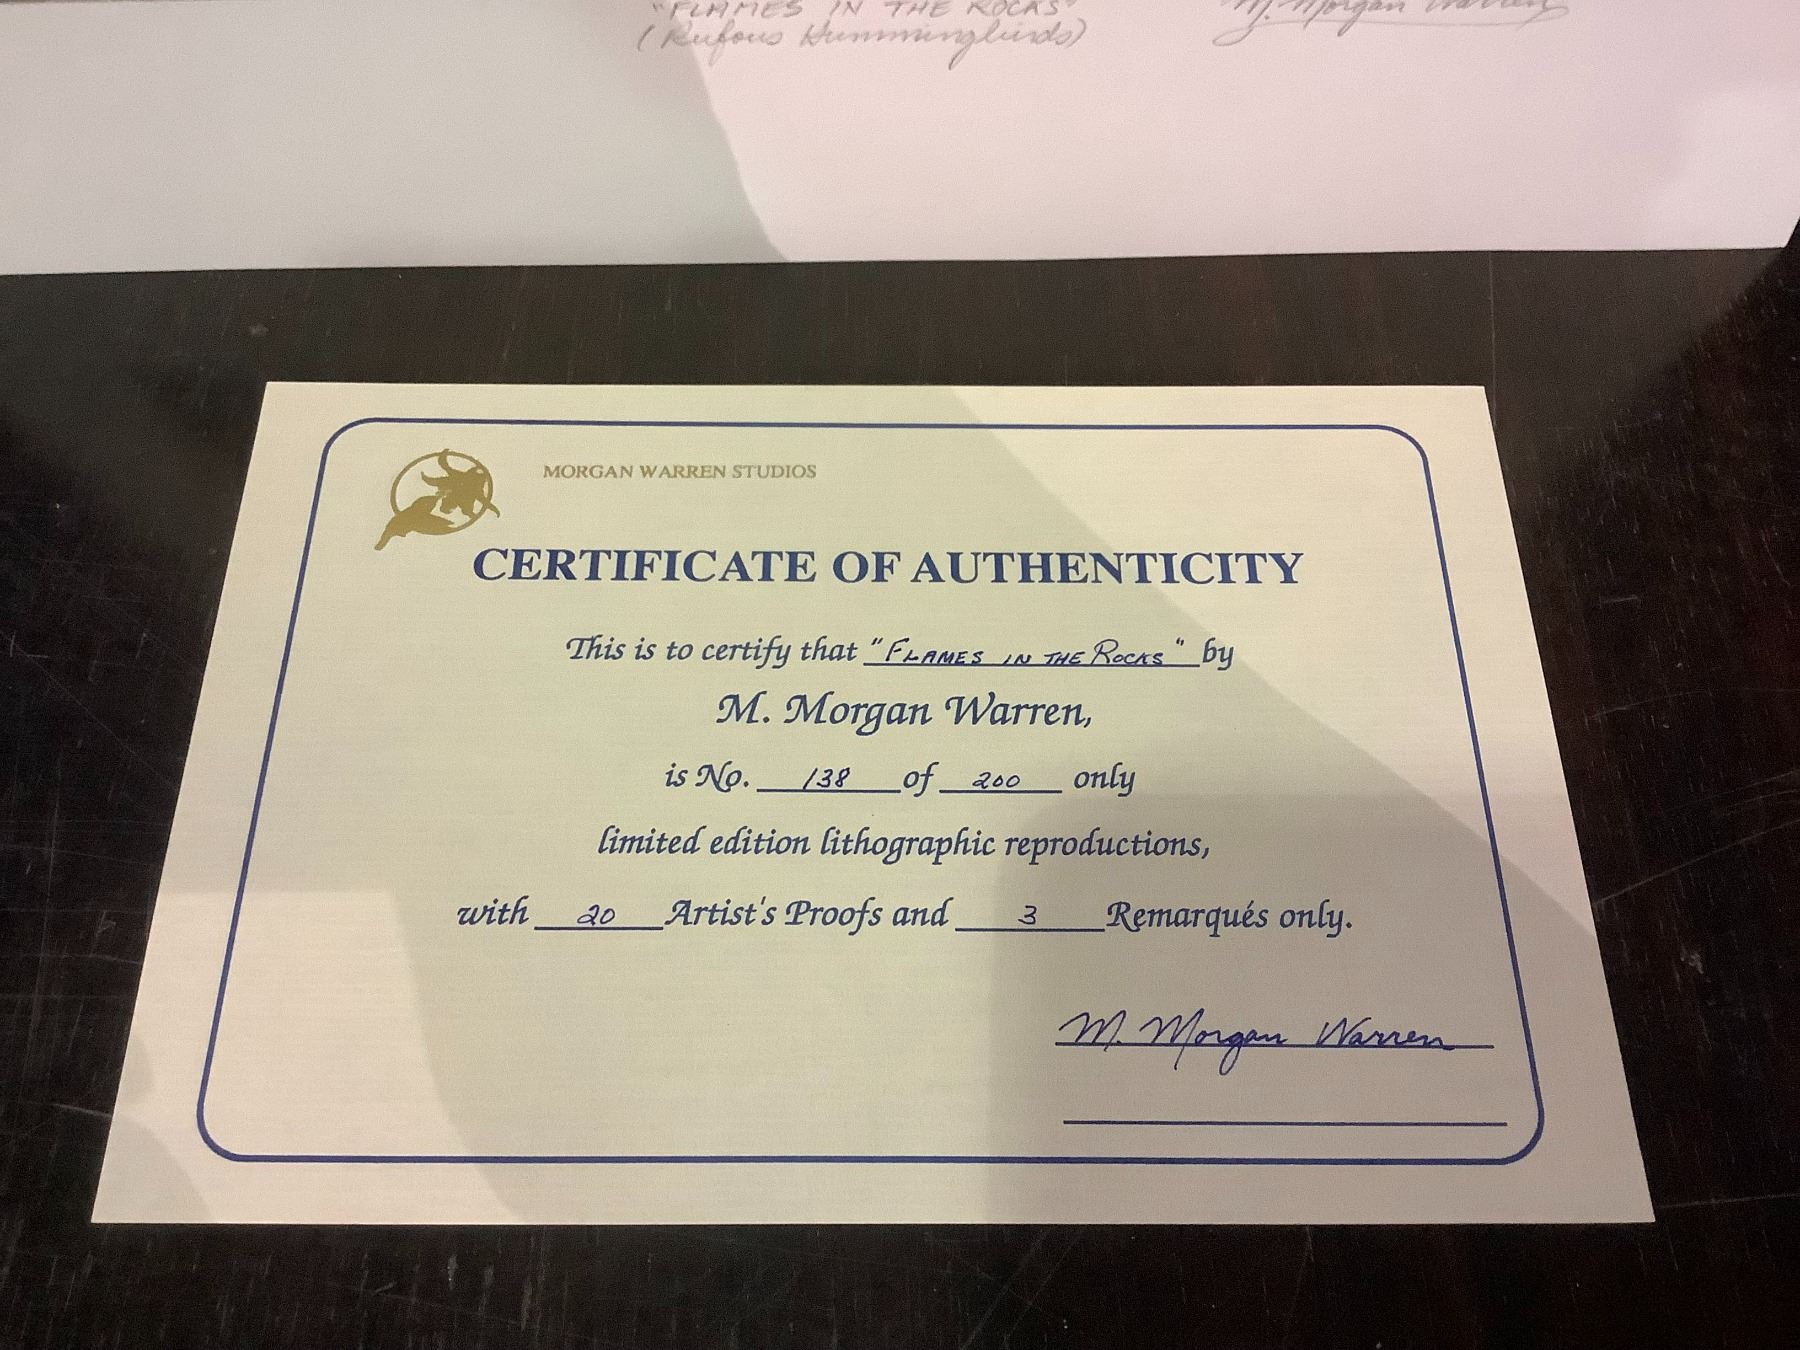 "FLAMES IN THE ROCKS"
(Rufous Hummingbirds)
M. Morgan Warren
MORGAN WARREN STUDIOS
CERTIFICATE OF AUTHENTICITY
This is to certify that "FLAMES IN THE ROCKS" by
M. Morgan Warren,
is No. 138 of 200 only
limited edition lithographic reproductions,
with 20 Artist's Proofs and 3 Remarqués only.
M. Morgan Warren